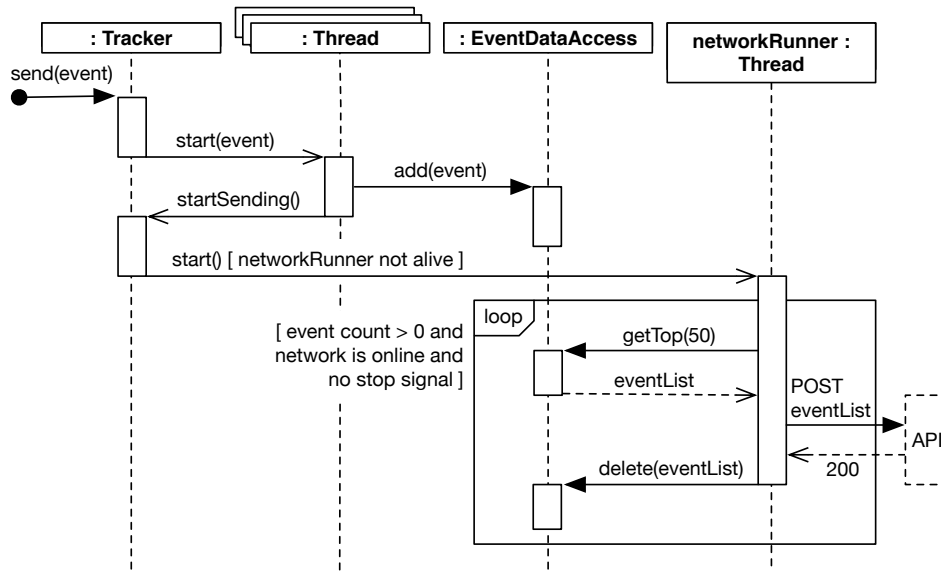 : Tracker
: Thread
: EventDataAccess
networkRunner :
Thread
send(event)
start(event)
add(event)
startSending()
start() [ networkRunner not alive ]
loop
[ event count > 0 and
network is online and
no stop signal ]
getTop(50)
eventList
POST
eventList
API
200
delete(eventList)